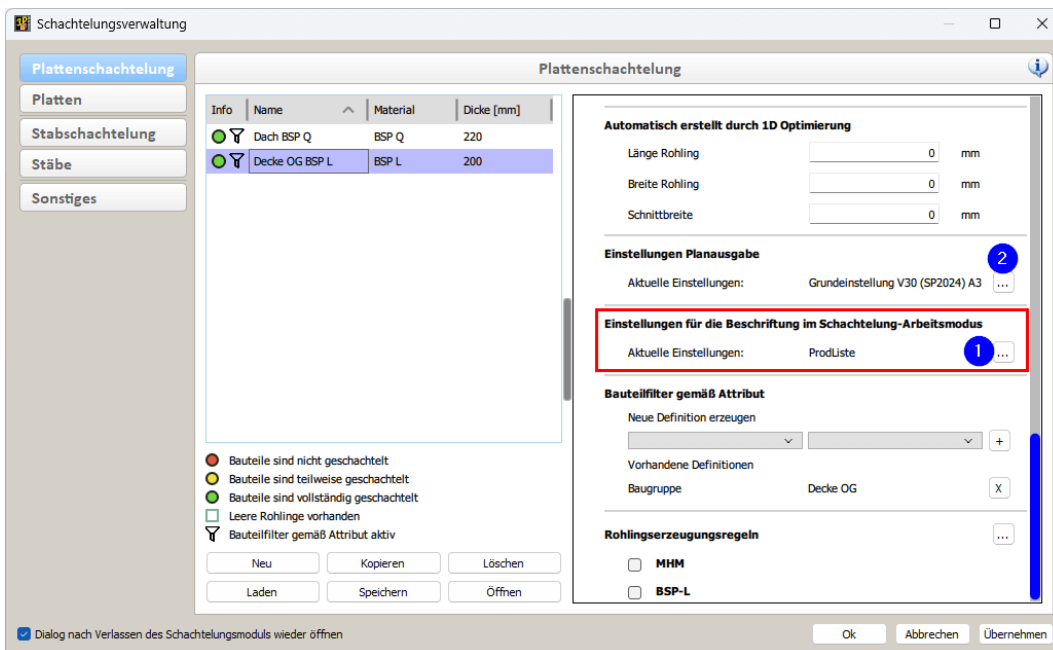 Schachtelungsverwaltung
Plattenschachtelung
Platten
Stabschachtelung
Stäbe
Sonstiges
Plattenschachtelung
Info Name Material Dicke [mm]
Dach BSP Q BSP Q 220
Decke OG BSP L BSP L 200
Bauteile sind nicht geschachtelt
Bauteile sind teilweise geschachtelt
Bauteile sind vollständig geschachtelt
Leere Rohlinge vorhanden
Bauteilfilter gemäß Attribut aktiv
Neu Kopieren Löschen
Laden Speichern Öffnen
Automatisch erstellt durch 1D Optimierung
Länge Rohling 0 mm
Breite Rohling 0 mm
Schnittbreite 0 mm
Einstellungen Planausgabe
2
Aktuelle Einstellungen: Grundeinstellung V30 (SP2024) A3 ...
Einstellungen für die Beschriftung im Schachtelung-Arbeitsmodus
Aktuelle Einstellungen: ProdListe 1 ...
Bauteilfilter gemäß Attribut
Neue Definition erzeugen
+
Vorhandene Definitionen
Baugruppe Decke OG X
Rohlingserzeugungsregeln ...
MHM
BSP-L
Dialog nach Verlassen des Schachtelungsmoduls wieder öffnen
Ok Abbrechen Übernehmen